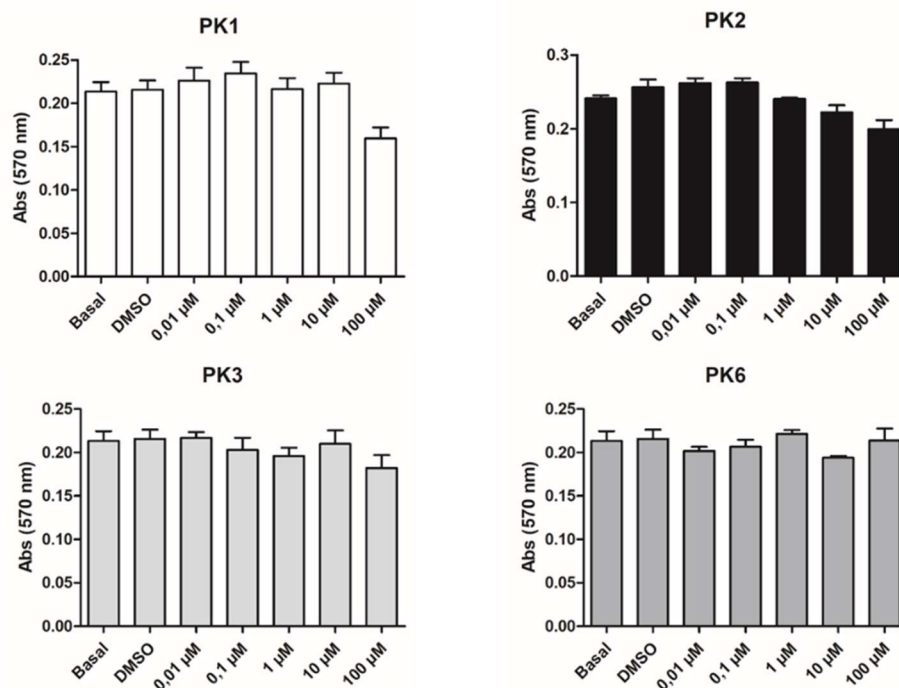 PK1
Abs (570 nm)
0.25
0.20
0.15
0.10
0.05
0.00
Basal
DMSO
0,01 µM
0,1 µM
1 µM
10 µM
100 µM
PK2
Abs (570 nm)
0.3
0.2
0.1
0.0
Basal
DMSO
0,01 µM
0,1 µM
1 µM
10 µM
100 µM
PK3
Abs (570 nm)
0.25
0.20
0.15
0.10
0.05
0.00
Basal
DMSO
0,01 µM
0,1 µM
1 µM
10 µM
100 µM
PK6
Abs (570 nm)
0.25
0.20
0.15
0.10
0.05
0.00
Basal
DMSO
0,01 µM
0,1 µM
1 µM
10 µM
100 µM